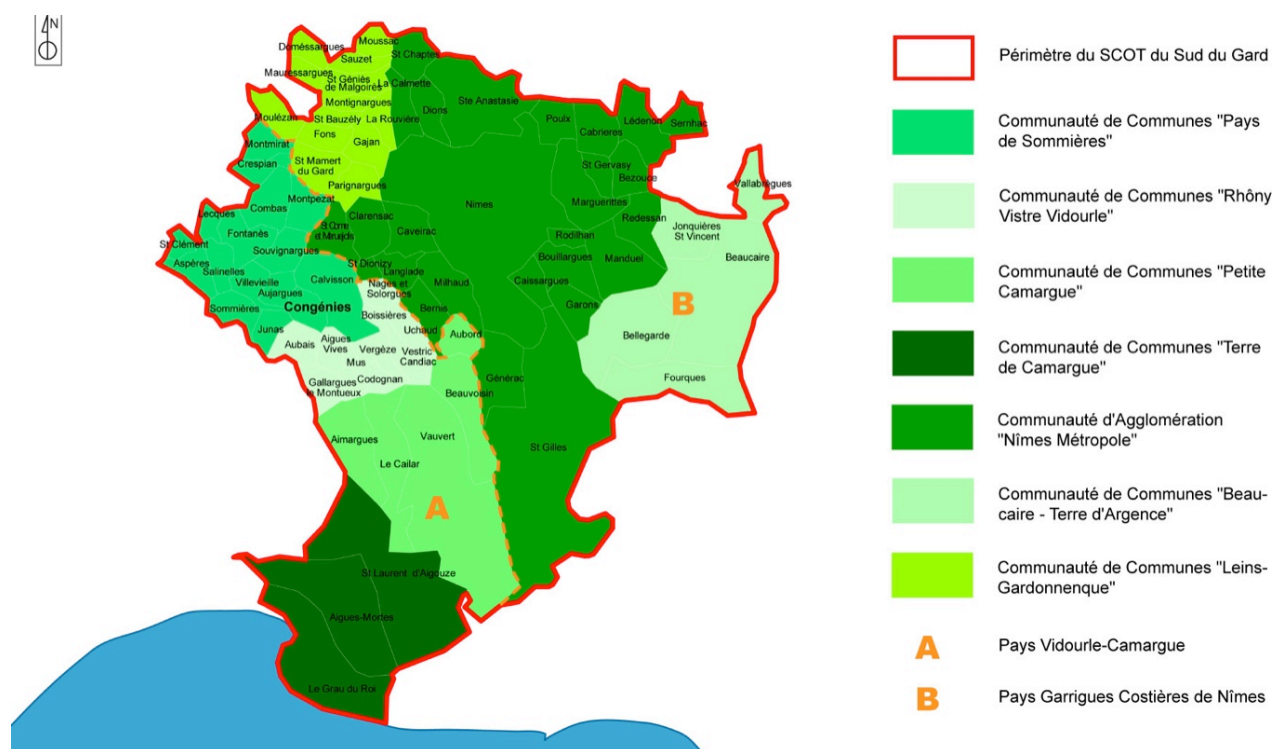 N
Doméssargues
Moussac
Sauzet
St Chaptes
Mauressargues
St Géniès
de Malgoirès
La Calmette
Montignargues
Dions
Ste Anastasie
Moulézan
St Bauzély
La Rouvière
Poulx
Lédenon
Sernhac
Cabrieres
Fons
Gajan
Montmirat
Crespian
St Mamert
du Gard
St Gervasy
Bezouce
Parignargues
Vallabrègues
Montpezat
Combas
Nimes
Marguerittes
Lecques
Clarensac
Redessan
Fontanès
Caveirac
Rodilhan
Jonquières
St Vincent
St Clément
Souvignargues
Bouillargues
Manduel
Beaucaire
Aspères
Salinelles
St Dionizy
Langlade
Villevieille
Calvisson
Nages et
Solorgues
Milhaud
Caissargues
Aujargues
Sommières
Congénies
Bernis
Garons
B
Boissières
Junas
Uchaud
Aubord
Bellegarde
Aubais
Aigues
Vives
Vergèze
Vestric
Candiac
Mus
Codognan
Générac
Fourques
Gallargues
le Montueux
Beauvoisin
Aimargues
Vauvert
St Gilles
Le Cailar
A
St Laurent d'Aigouze
Aigues-Mortes
Le Grau du Roi
Périmètre du SCOT du Sud du Gard
Communauté de Communes "Pays
de Sommières"
Communauté de Communes "Rhôny
Vistre Vidourle"
Communauté de Communes "Petite
Camargue"
Communauté de Communes "Terre
de Camargue"
Communauté d'Agglomération
"Nîmes Métropole"
Communauté de Communes "Beau-
caire - Terre d'Argence"
Communauté de Communes "Leins-
Gardonnenque"
A Pays Vidourle-Camargue
B Pays Garrigues Costières de Nîmes